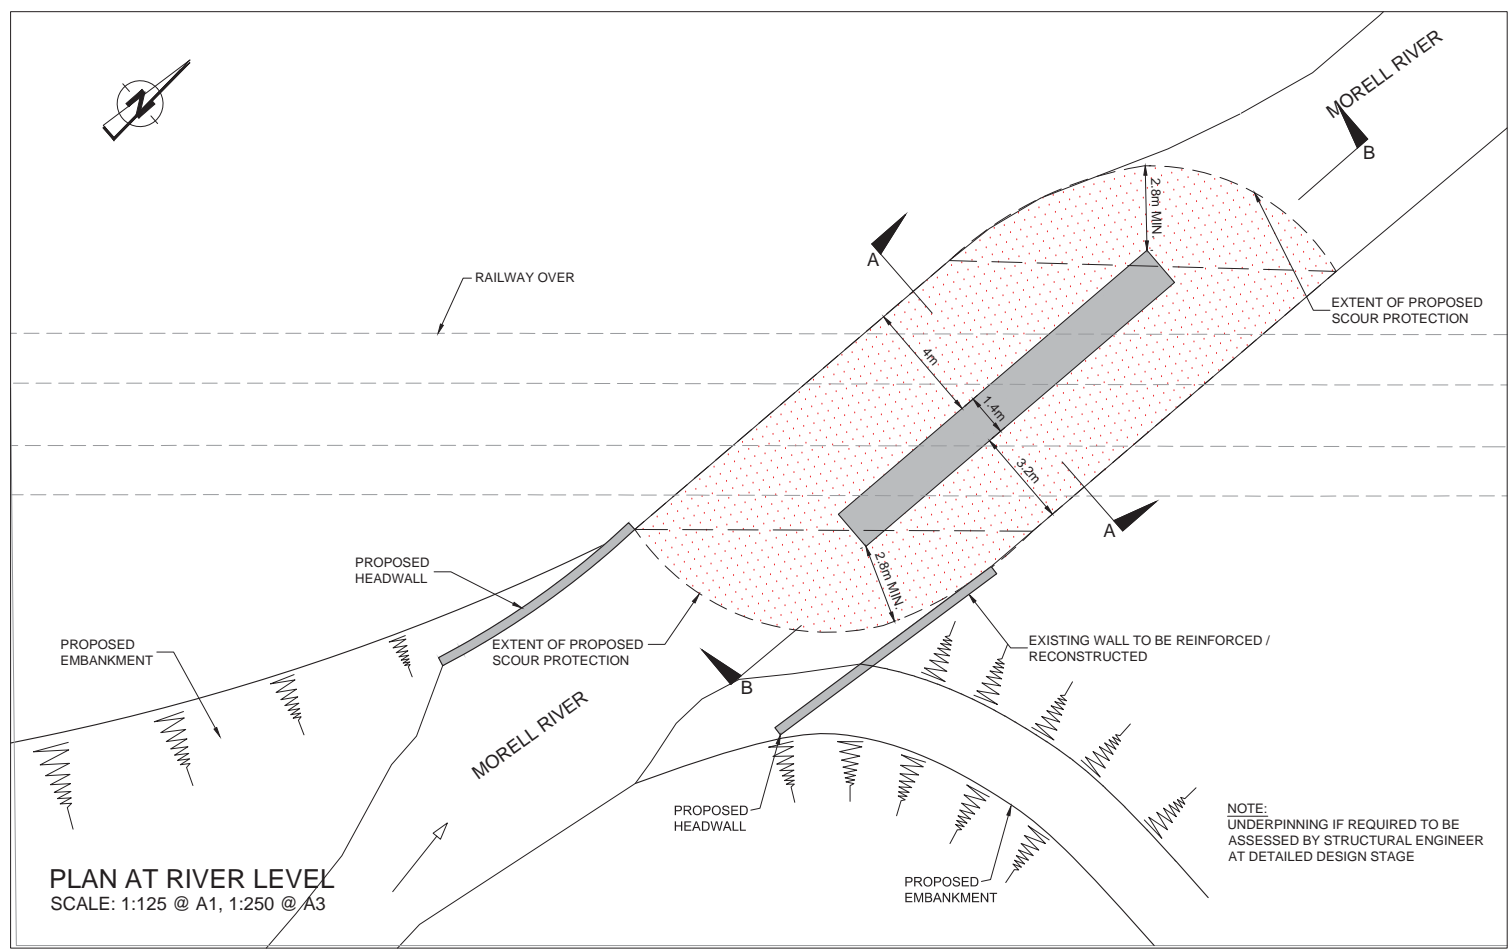 MORELL RIVER
N
B
2.8m MIN.
A
RAILWAY OVER
EXTENT OF PROPOSED
SCOUR PROTECTION
4m
1.4m
3.2m
A
PROPOSED
HEADWALL
2.8m MIN.
PROPOSED
EMBANKMENT
EXTENT OF PROPOSED
SCOUR PROTECTION
EXISTING WALL TO BE REINFORCED /
RECONSTRUCTED
B
MORELL RIVER
PROPOSED
HEADWALL
NOTE:
UNDERPINNING IF REQUIRED TO BE
ASSESSED BY STRUCTURAL ENGINEER
AT DETAILED DESIGN STAGE
PLAN AT RIVER LEVEL
SCALE: 1:125 @ A1, 1:250 @ A3
PROPOSED
EMBANKMENT